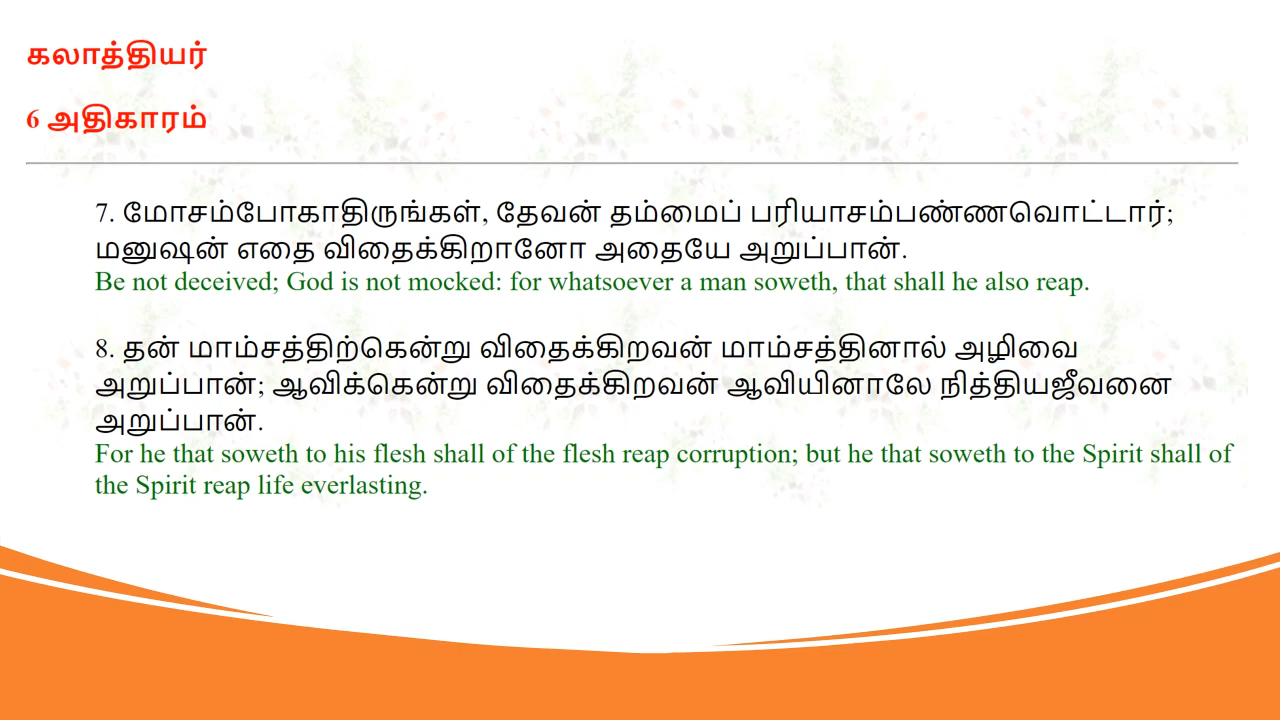 கலாத்தியர்
6 அதிகாரம்
7. மோசம்போகாதிருங்கள், தேவன் தம்மைப் பரியாசம்பண்ணவொட்டார்;
மனுஷன் எதை விதைக்கிறானோ அதையே அறுப்பான்.
Be not deceived; God is not mocked: for whatsoever a man soweth, that shall he also reap.
8. தன் மாம்சத்திற்கென்று விதைக்கிறவன் மாம்சத்தினால் அழிவை
அறுப்பான்; ஆவிக்கென்று விதைக்கிறவன் ஆவியினாலே நித்தியஜீவனை
அறுப்பான்.
For he that soweth to his flesh shall of the flesh reap corruption; but he that soweth to the Spirit shall of
the Spirit reap life everlasting.